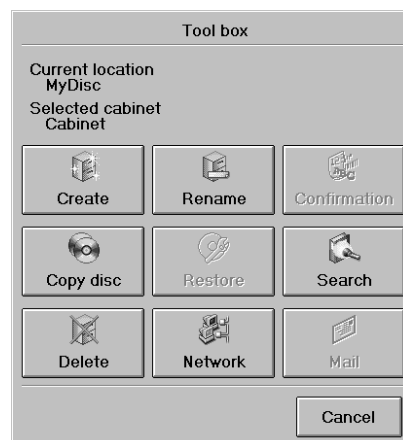 Tool box
Current location
MyDisc
Selected cabinet
Cabinet
Create
Rename
Confirmation
Copy disc
Restore
Search
Delete
Network
Mail
Cancel